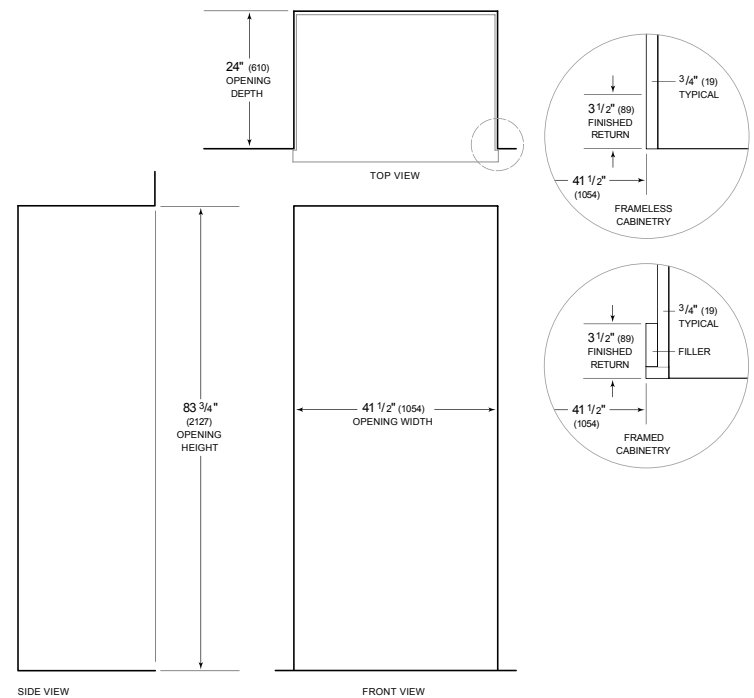 24" (610)
OPENING
DEPTH
TOP VIEW
3/4" (19)
TYPICAL
3 1/2" (89)
FINISHED
RETURN
41 1/2"
(1054)
FRAMELESS
CABINETRY
3/4" (19)
TYPICAL
3 1/2" (89)
FINISHED
RETURN
FILLER
41 1/2"
(1054)
FRAMED
CABINETRY
83 3/4"
(2127)
OPENING
HEIGHT
41 1/2" (1054)
OPENING WIDTH
SIDE VIEW
FRONT VIEW